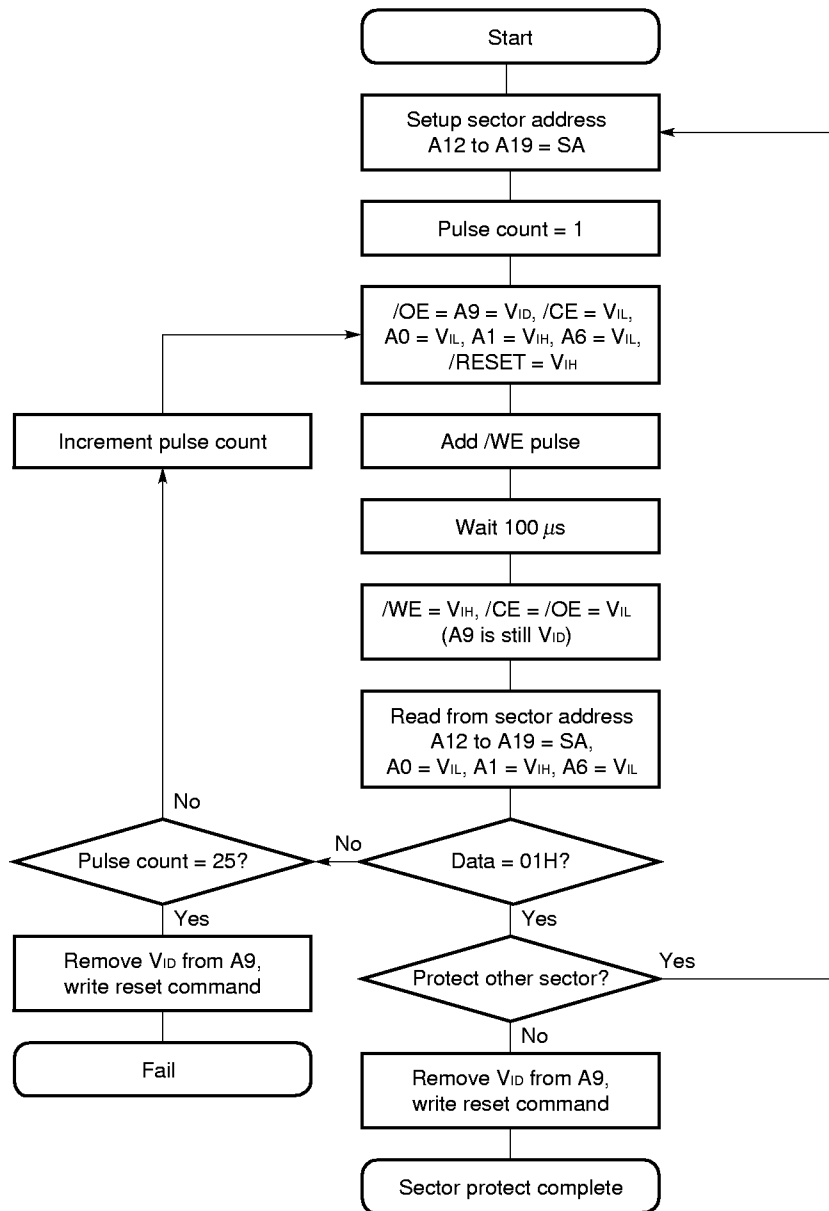 Start
Setup sector address
A12 to A19 = SA
Pulse count = 1
/OE = A9 = VID, /CE = VIL,
A0 = VIL, A1 = VIH, A6 = VIL,
/RESET = VIH
Increment pulse count
Add /WE pulse
Wait 100 μs
/WE = VIH, /CE = /OE = VIL
(A9 is still VID)
Read from sector address
A12 to A19 = SA,
A0 = VIL, A1 = VIH, A6 = VIL
No
Pulse count = 25?
No
Data = 01H?
Yes
Yes
Remove VID from A9,
write reset command
Protect other sector?
Yes
No
Fail
Remove VID from A9,
write reset command
Sector protect complete